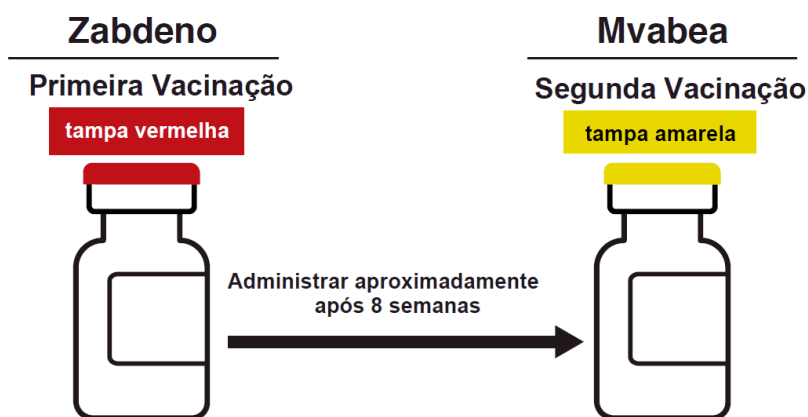 Zabdeno
Primeira Vacinação
tampa vermelha
Mvabea
Segunda Vacinação
tampa amarela
Administrar aproximadamente
após 8 semanas